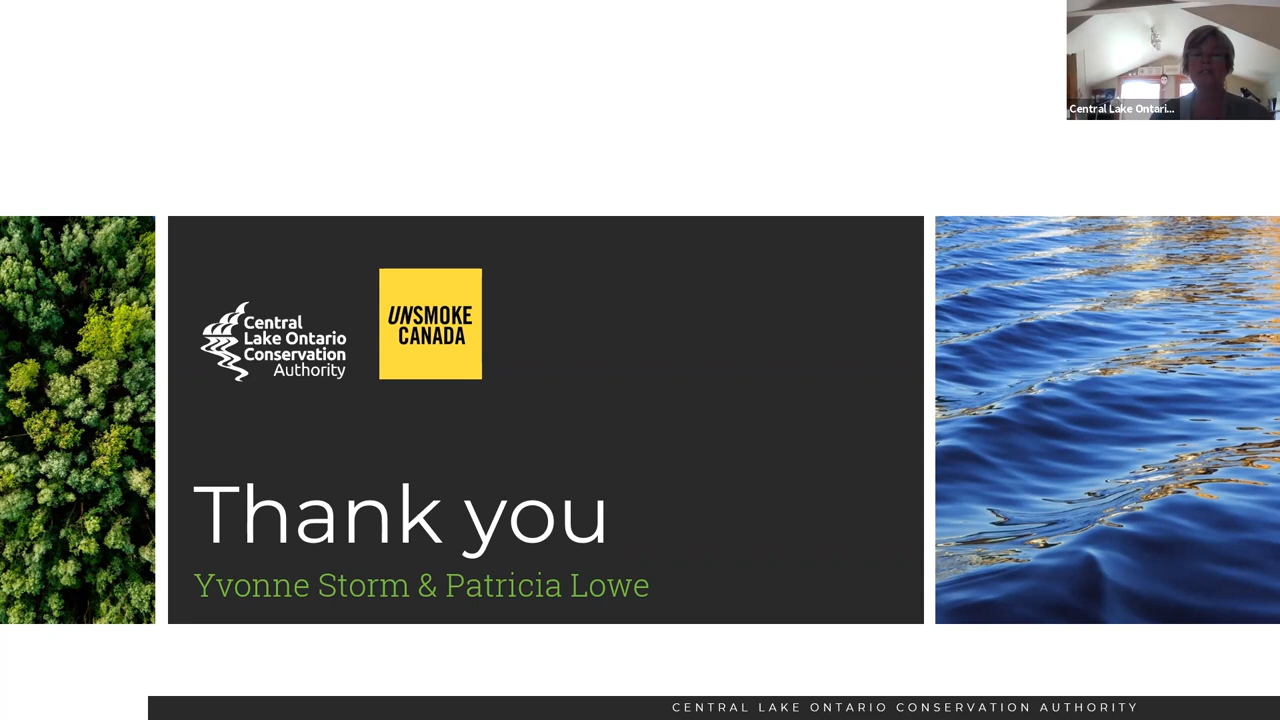 Central Lake Ontari...
Central
Lake Ontario
Conservation
Authority
UNSMOKE
CANADA
Thank you
Yvonne Storm & Patricia Lowe
CENTRAL LAKE ONTARIO CONSERVATION AUTHORITY